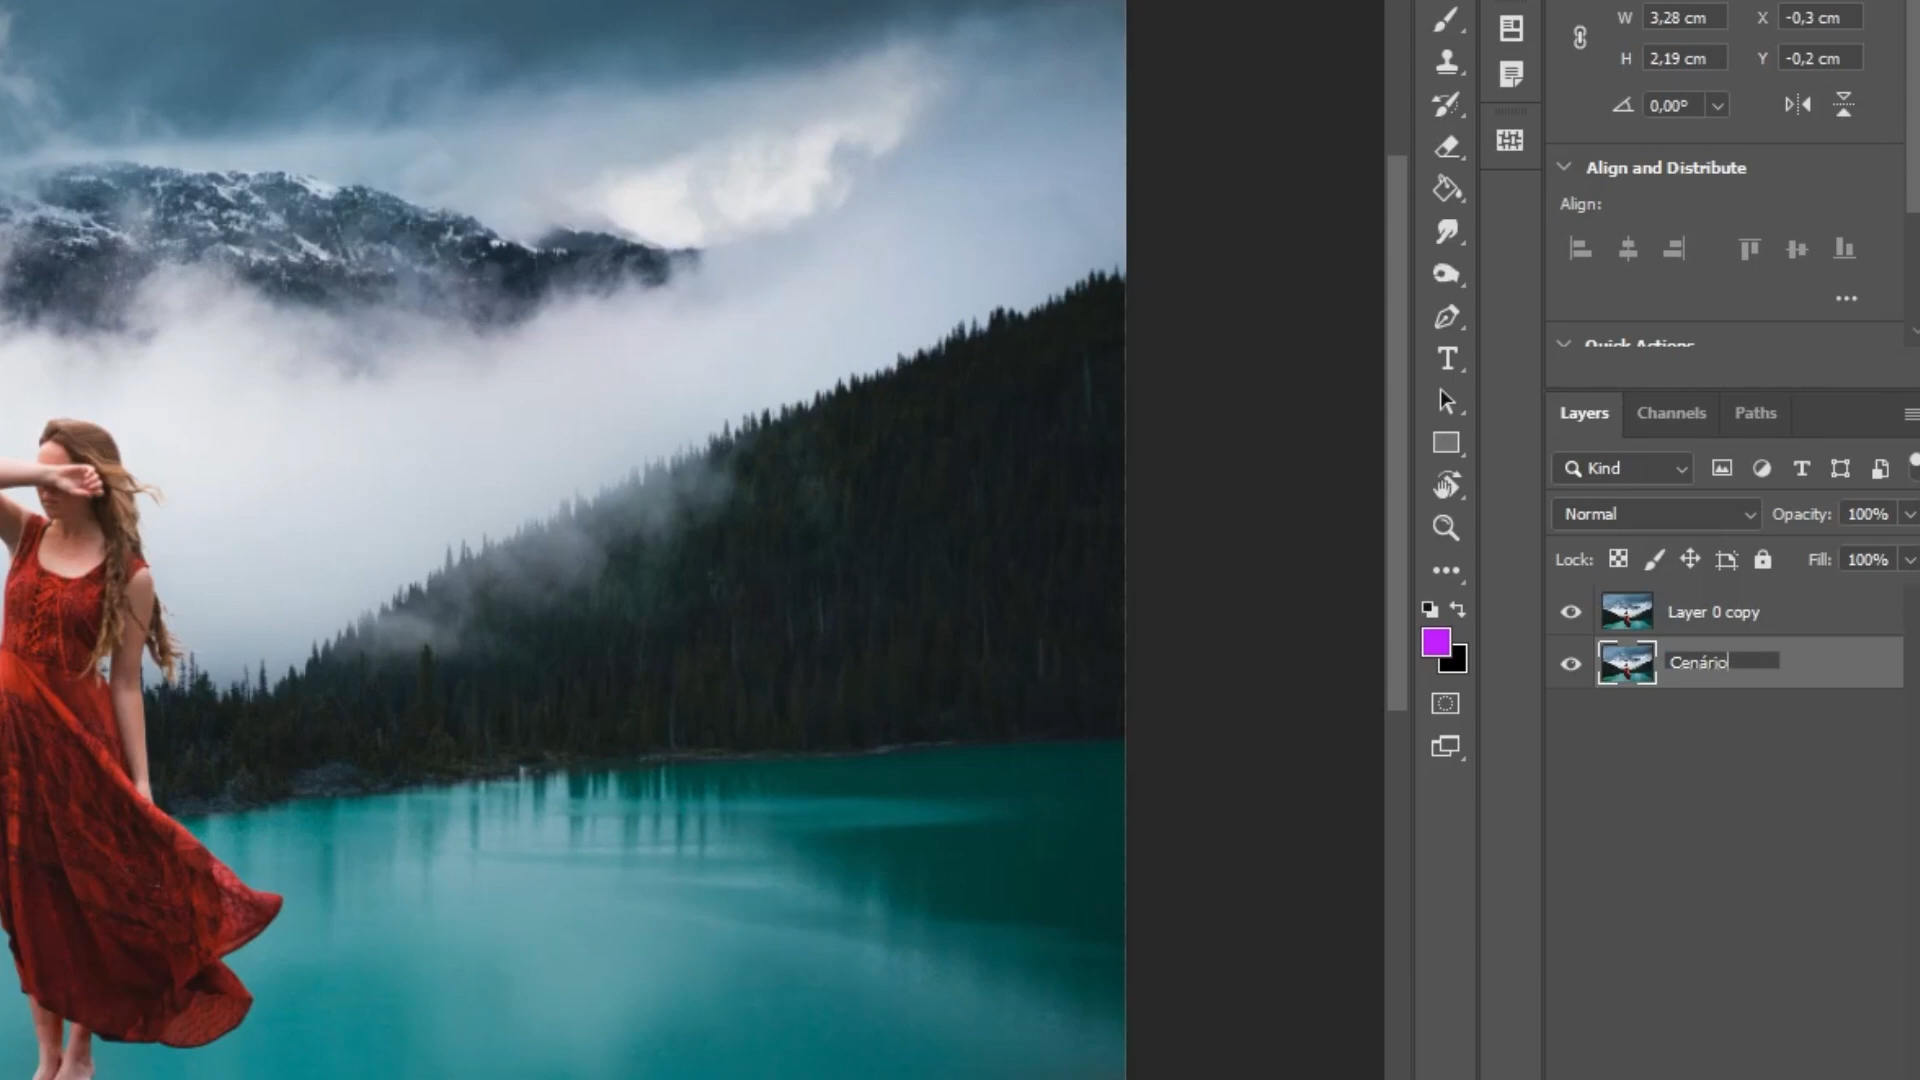 W 3,28 cm X -0,3 cm
H 2,19 cm Y -0,2 cm
0,00º
Align and Distribute
Align:
Quick Actions
Layers Channels Paths
Kind
Normal Opacity: 100%
Lock: Fill: 100%
Layer 0 copy
Cenário